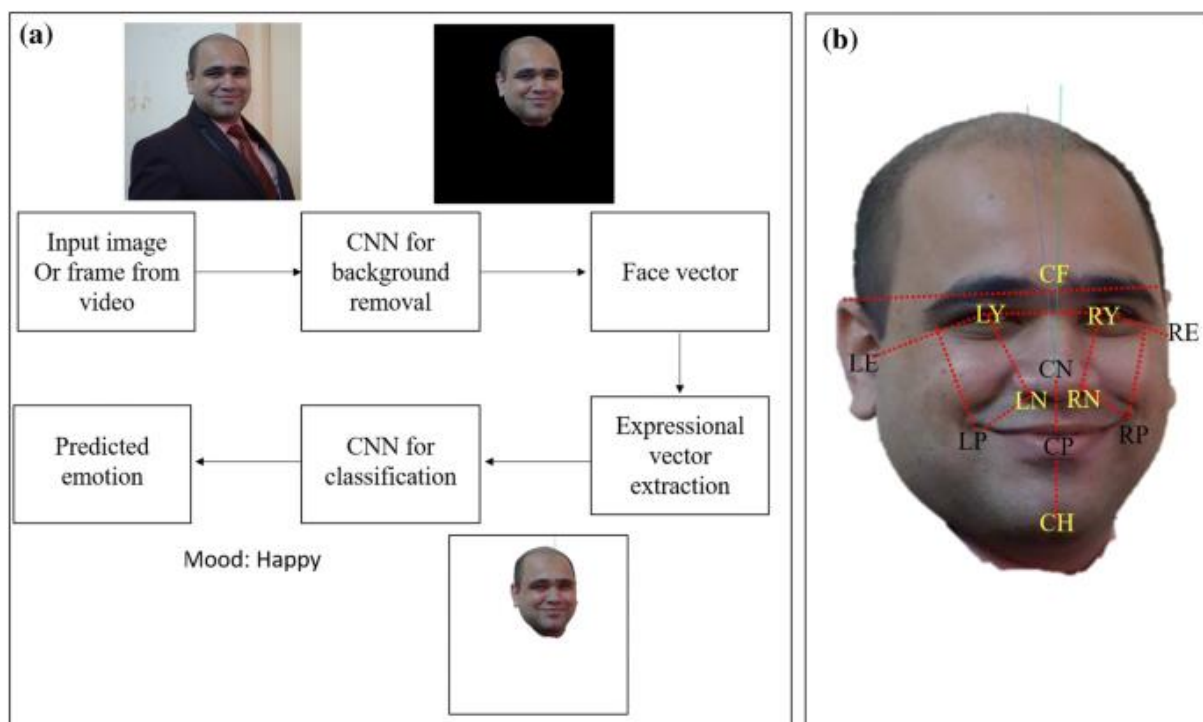 (a)
Input image
Or frame from
video
CNN for
background
removal
Face vector
Predicted
emotion
CNN for
classification
Expressional
vector
extraction
Mood: Happy
(b)
CF
LY
RY
LE
RE
CN
LN
RN
LP
CP
RP
CH